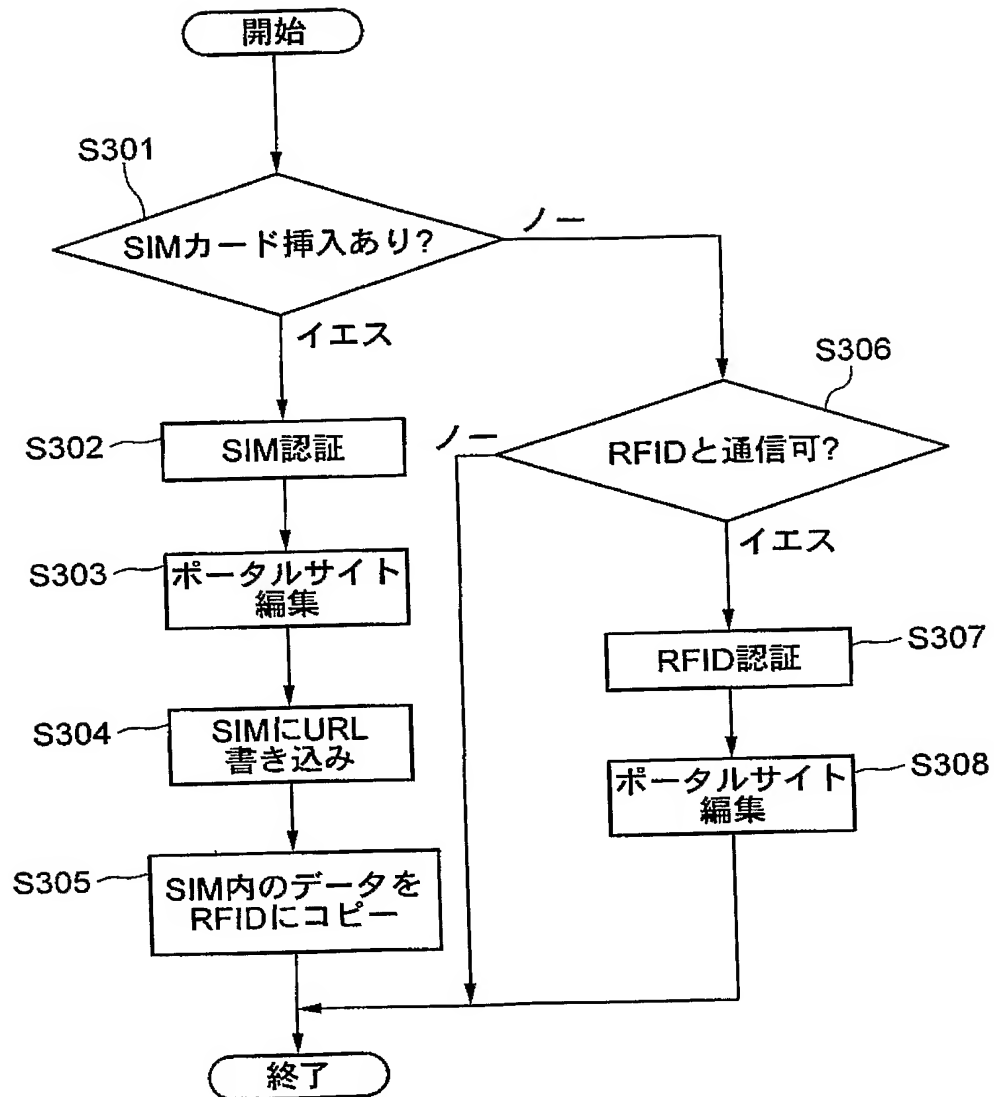 開始
S301
SIMカード挿入あり?
ノー
イエス
S306
RFIDと通信可?
ノー
イエス
S302
SIM認証
S303
ポータルサイト
編集
S307
RFID認証
S304
SIMにURL
書き込み
S308
ポータルサイト
編集
S305
SIM内のデータを
RFIDにコピー
終了